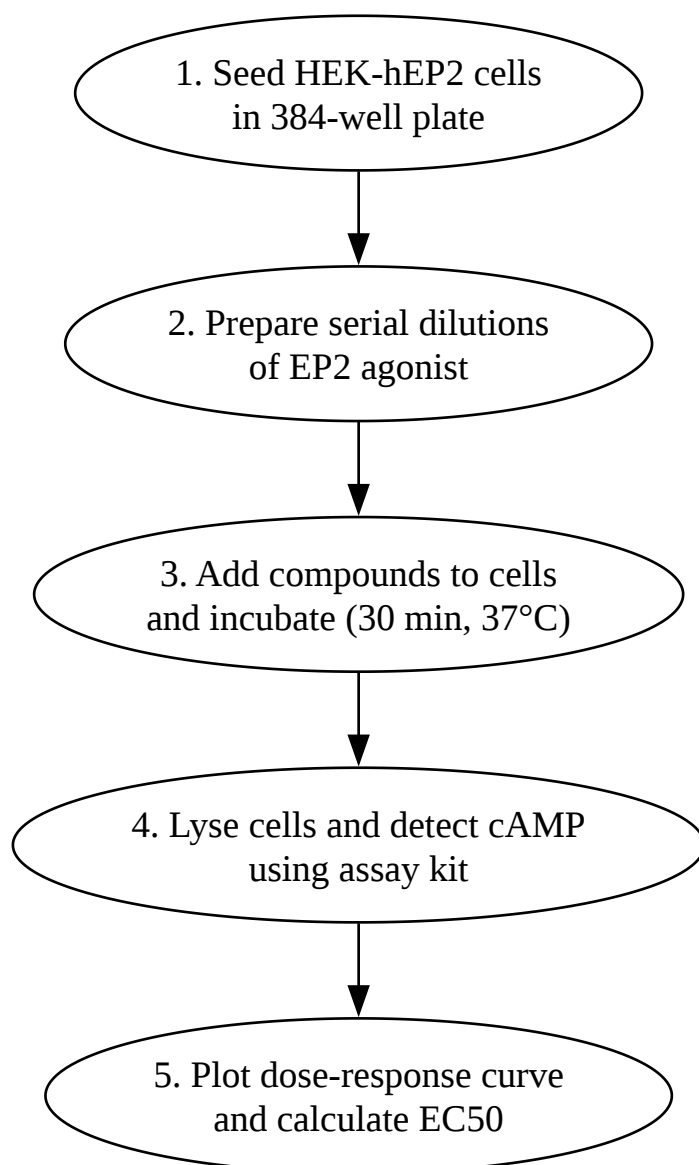 1. Seed HEK-hEP2 cells
in 384-well plate
2. Prepare serial dilutions
of EP2 agonist
3. Add compounds to cells
and incubate (30 min, 37°C)
4. Lyse cells and detect cAMP
using assay kit
5. Plot dose-response curve
and calculate EC50